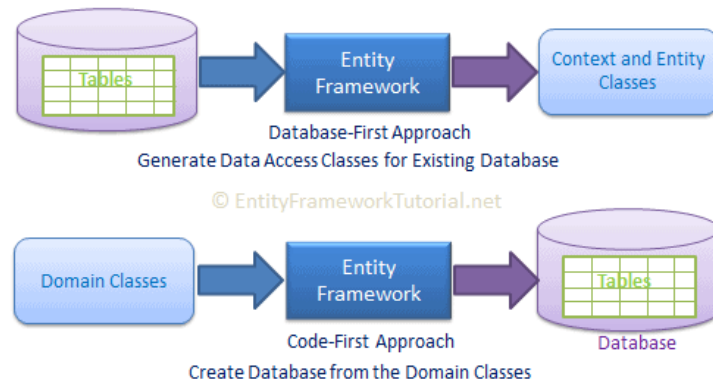 Tables
Entity
Framework
Context and Entity
Classes
Database-First Approach
Generate Data Access Classes for Existing Database
© EntityFrameworkTutorial.net
Domain Classes
Entity
Framework
Tables
Code-First Approach
Database
Create Database from the Domain Classes